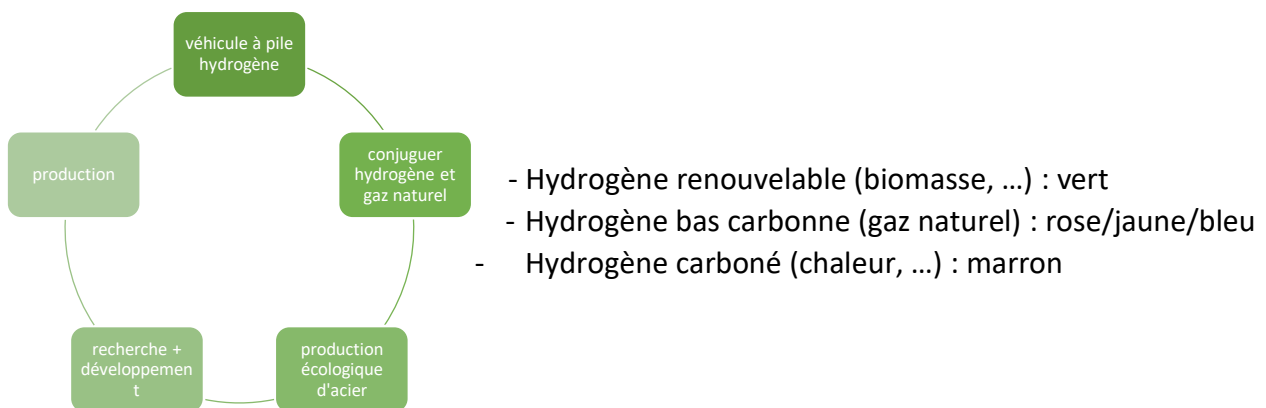 véhicule à pile
hydrogène
conjuguer
hydrogène et
gaz naturel
production
écologique
d'acier
recherche +
développemen
t
production
- Hydrogène renouvelable (biomasse, …) : vert
- Hydrogène bas carbonne (gaz naturel) : rose/jaune/bleu
- Hydrogène carboné (chaleur, …) : marron